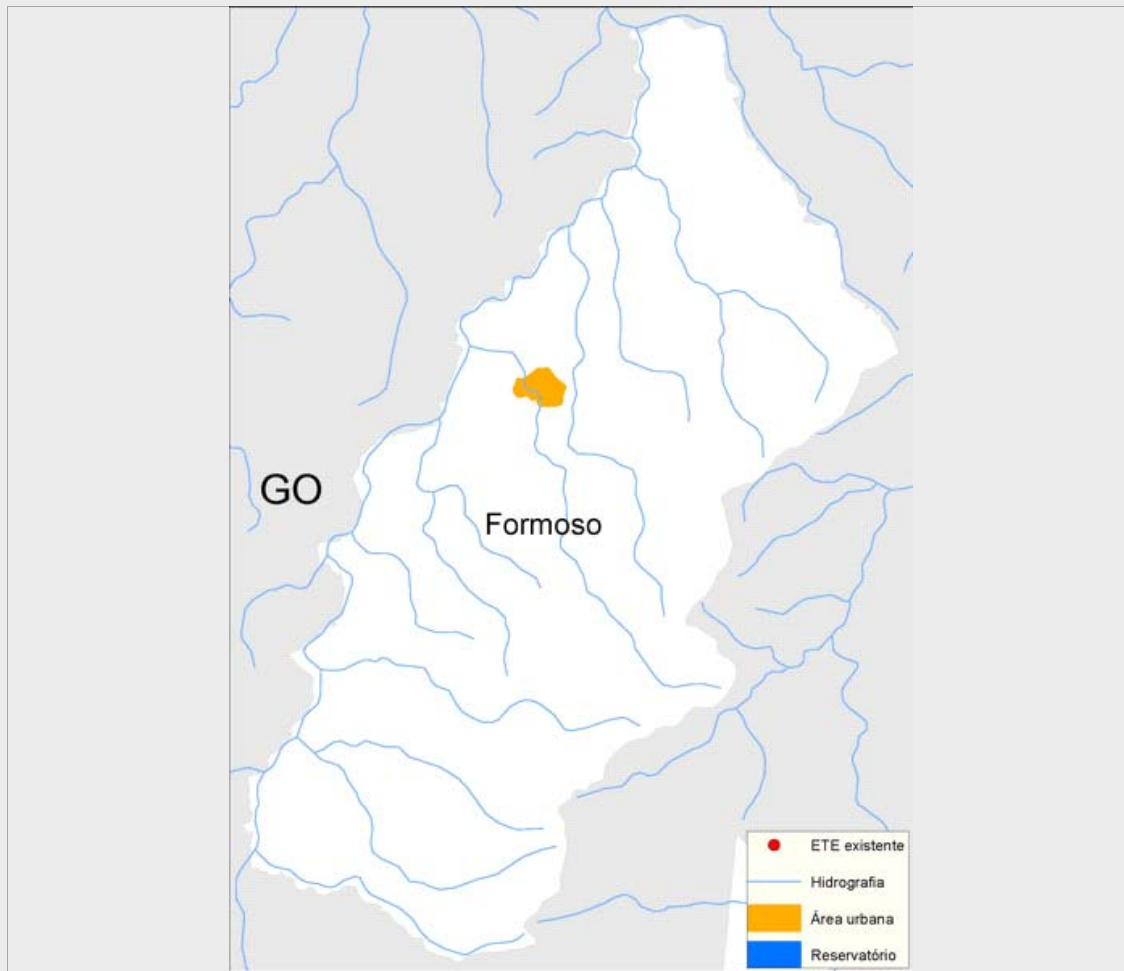 GO
Formoso
ETE existente
Hidrografia
Área urbana
Reservatório